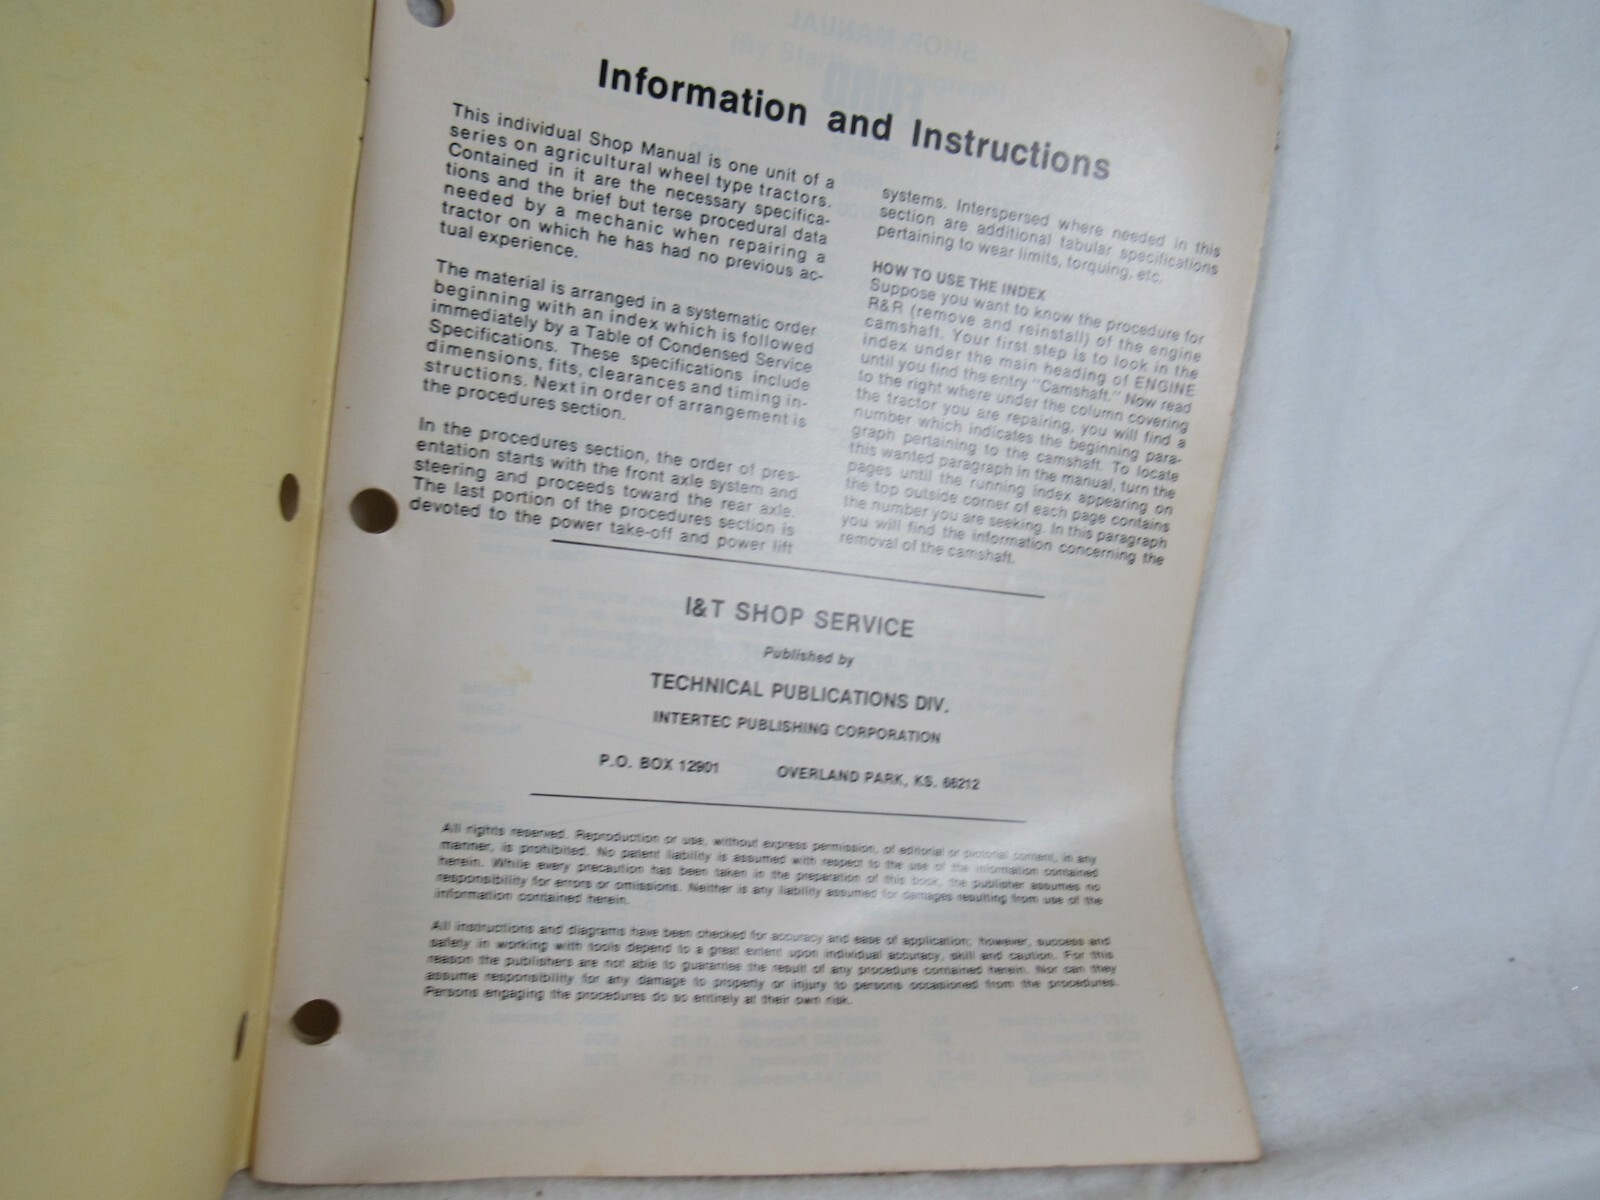 Information and Instructions
This individual Shop Manual is one unit of a
series on agricultural wheel type tractors.
Contained in it are the necessary specifica-
tions and the brief but terse procedural data
needed by a mechanic when repairing a
tractor on which he has had no previous ac-
tual experience.
The material is arranged in a systematic order
beginning with an index which is followed
immediately by a Table of Condensed Service
Specifications. These specifications include
dimensions, fits, clearances and timing in-
structions. Next in order of arrangement is
the procedures section.
In the procedures section, the order of pres-
entation starts with the front axle system and
steering and proceeds toward the rear axle.
The last portion of the procedures section is
devoted to the power take-off and power lift
systems. Interspersed where needed in this
section are additional tabular specifications
pertaining to wear limits, torquing, etc.
HOW TO USE THE INDEX
Suppose you want to know the procedure for
R&R (remove and reinstall) of the engine
camshaft. Your first step is to look in the
index under the main heading of ENGINE
until you find the entry "Camshaft." Now read
to the right where under the column covering
the tractor you are repairing, you will find a
number which indicates the beginning para-
graph pertaining to the camshaft. To locate
this wanted paragraph in the manual, turn the
pages until the running index appearing on
the top outside corner of each page contains
the number you are seeking. In this paragraph
you will find the information concerning the
removal of the camshaft.
I&T SHOP SERVICE
Published by
TECHNICAL PUBLICATIONS DIV.
INTERTEC PUBLISHING CORPORATION
P.O. BOX 12901 OVERLAND PARK, KS. 66212
All rights reserved. Reproduction or use, without express permission, of editorial or pictorial content, in any
manner, is prohibited. No patent liability is assumed with respect to the use of the information contained
herein. While every precaution has been taken in the preparation of this book, the publisher assumes no
responsibility for errors or omissions. Neither is any liability assumed for damages resulting from use of the
information contained herein.
All instructions and diagrams have been checked for accuracy and ease of application; however, success and
safety in working with tools depend to a great extent upon individual accuracy, skill and caution. For this
reason the publishers are not able to guarantee the result of any procedure contained herein. Nor can they
assume responsibility for any damage to property or injury to persons occasioned from the procedures.
Persons engaging the procedures do so entirely at their own risk.